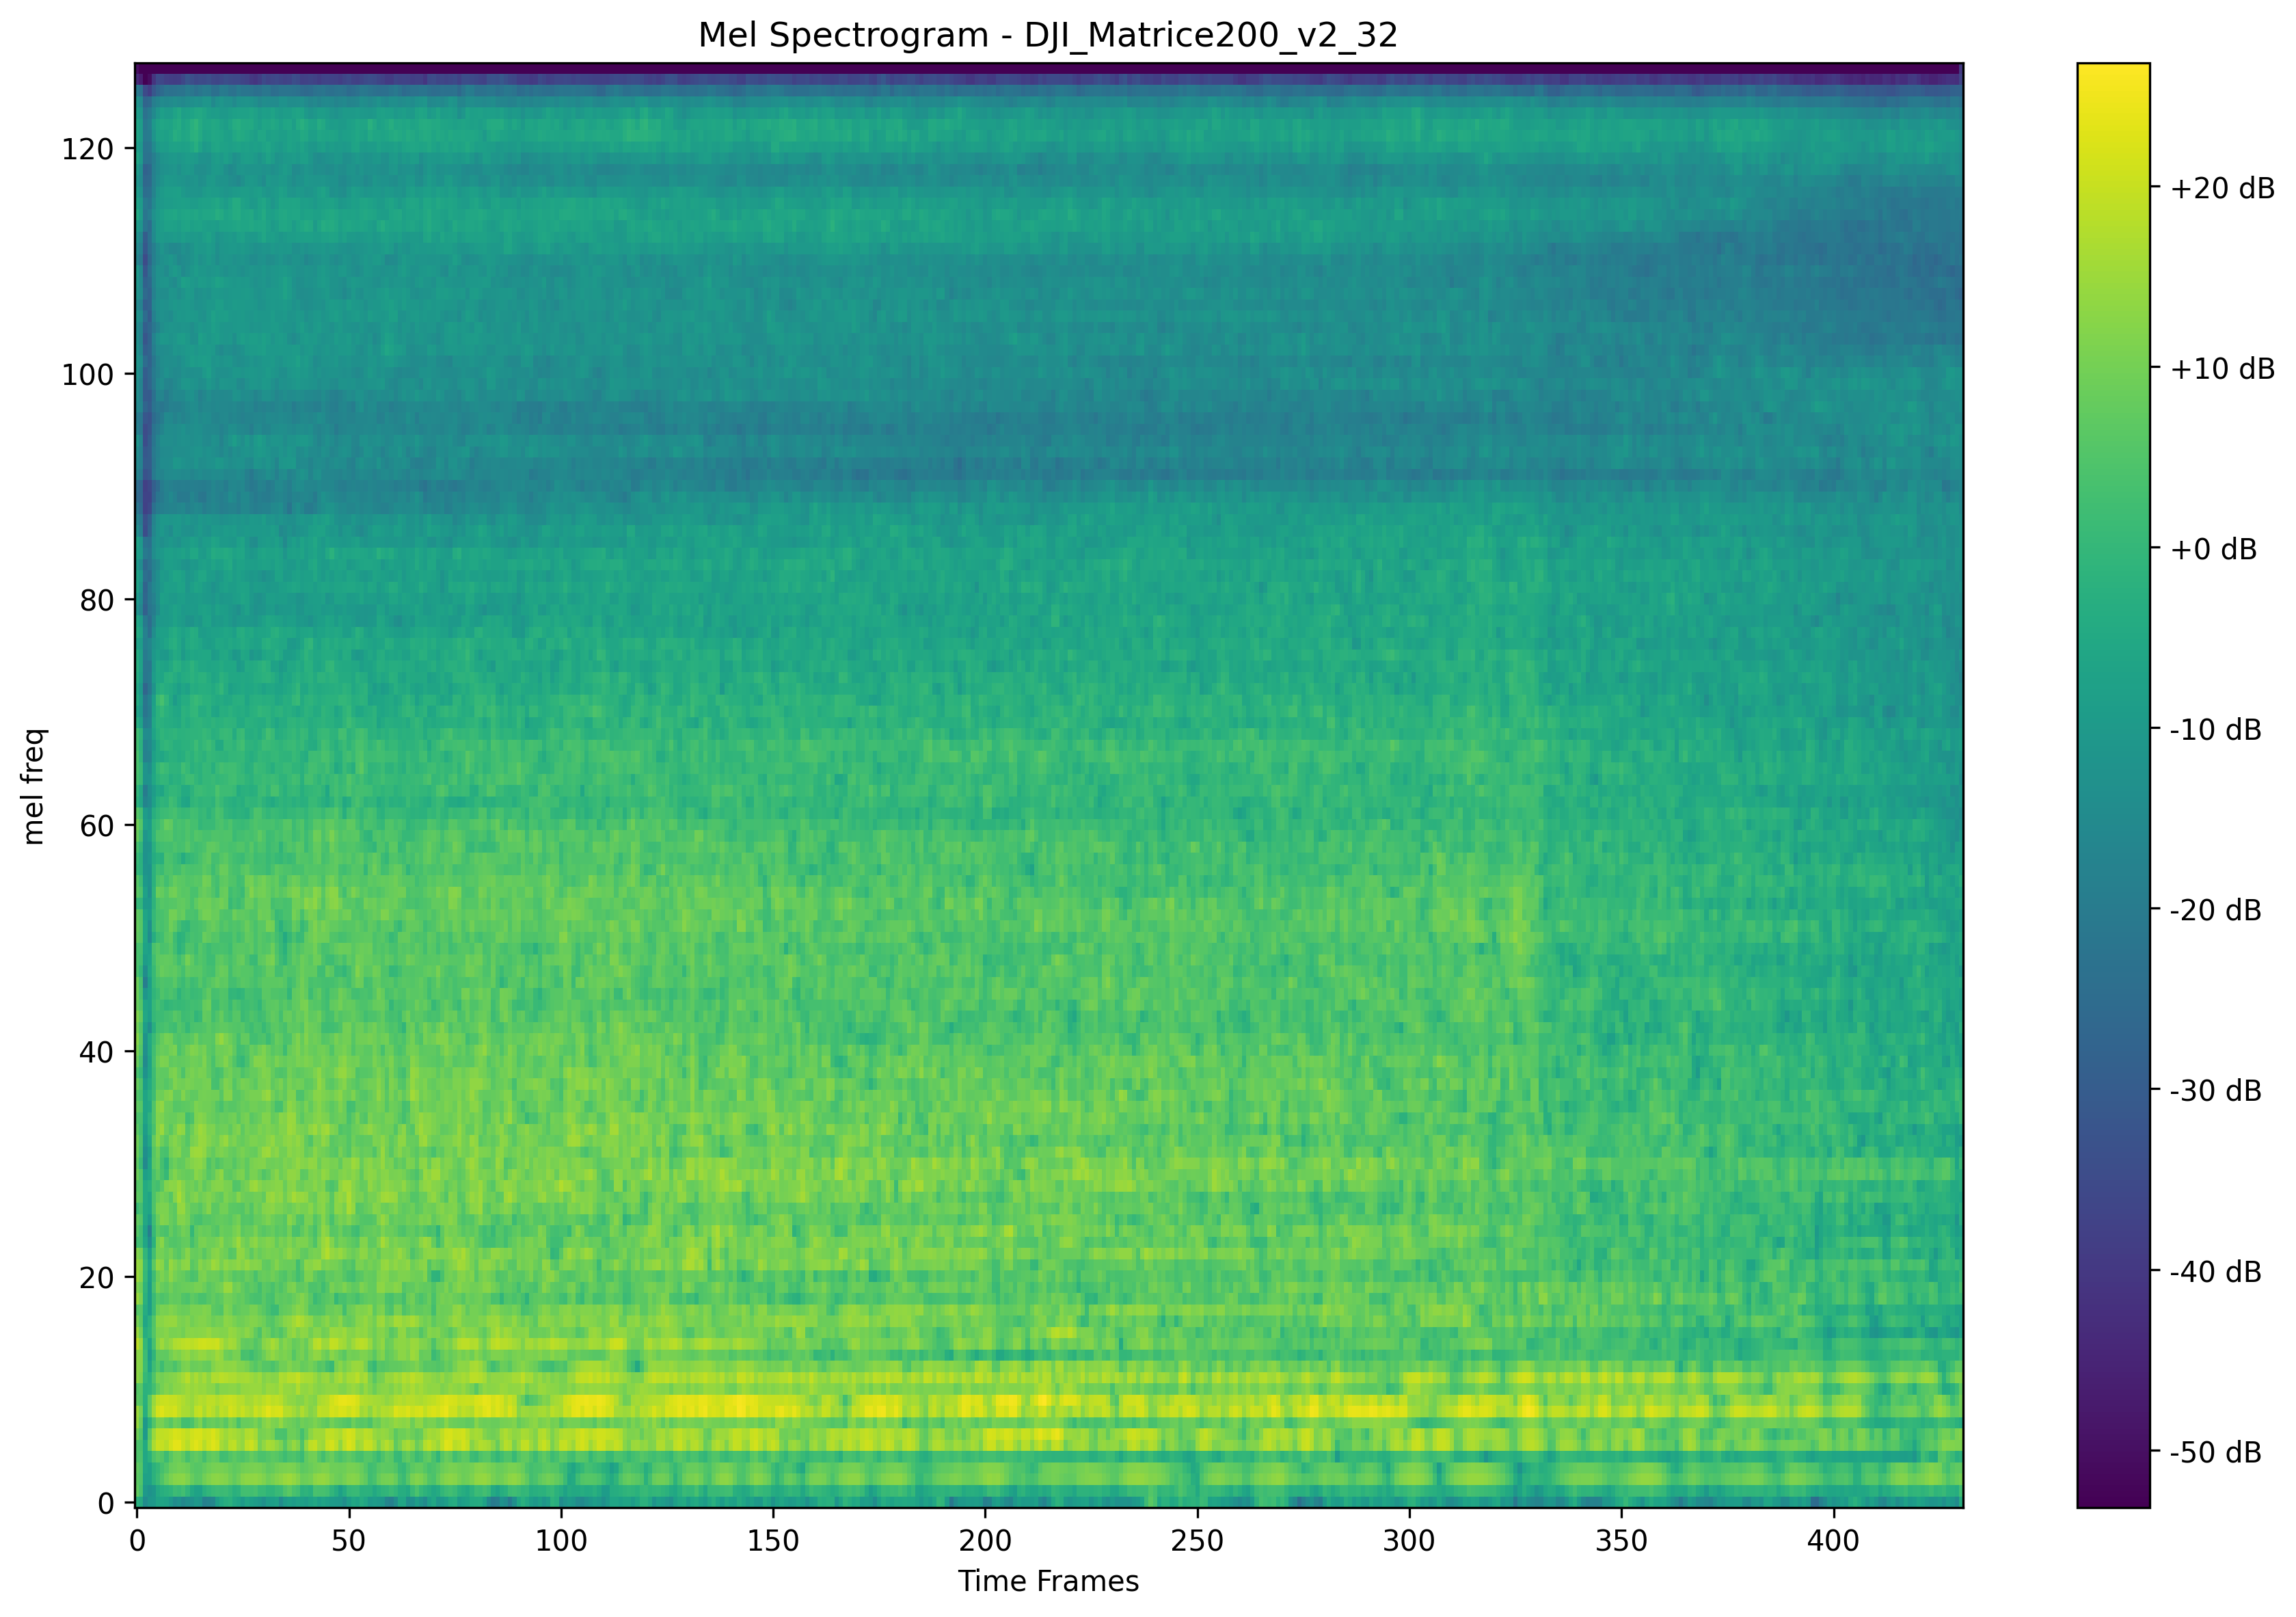 Mel Spectrogram - DJI_Matrice200_v2_32
mel freq
120
100
80
60
40
20
0
0 50 100 150 200 250 300 350 400
Time Frames
+20 dB
+10 dB
+0 dB
-10 dB
-20 dB
-30 dB
-40 dB
-50 dB